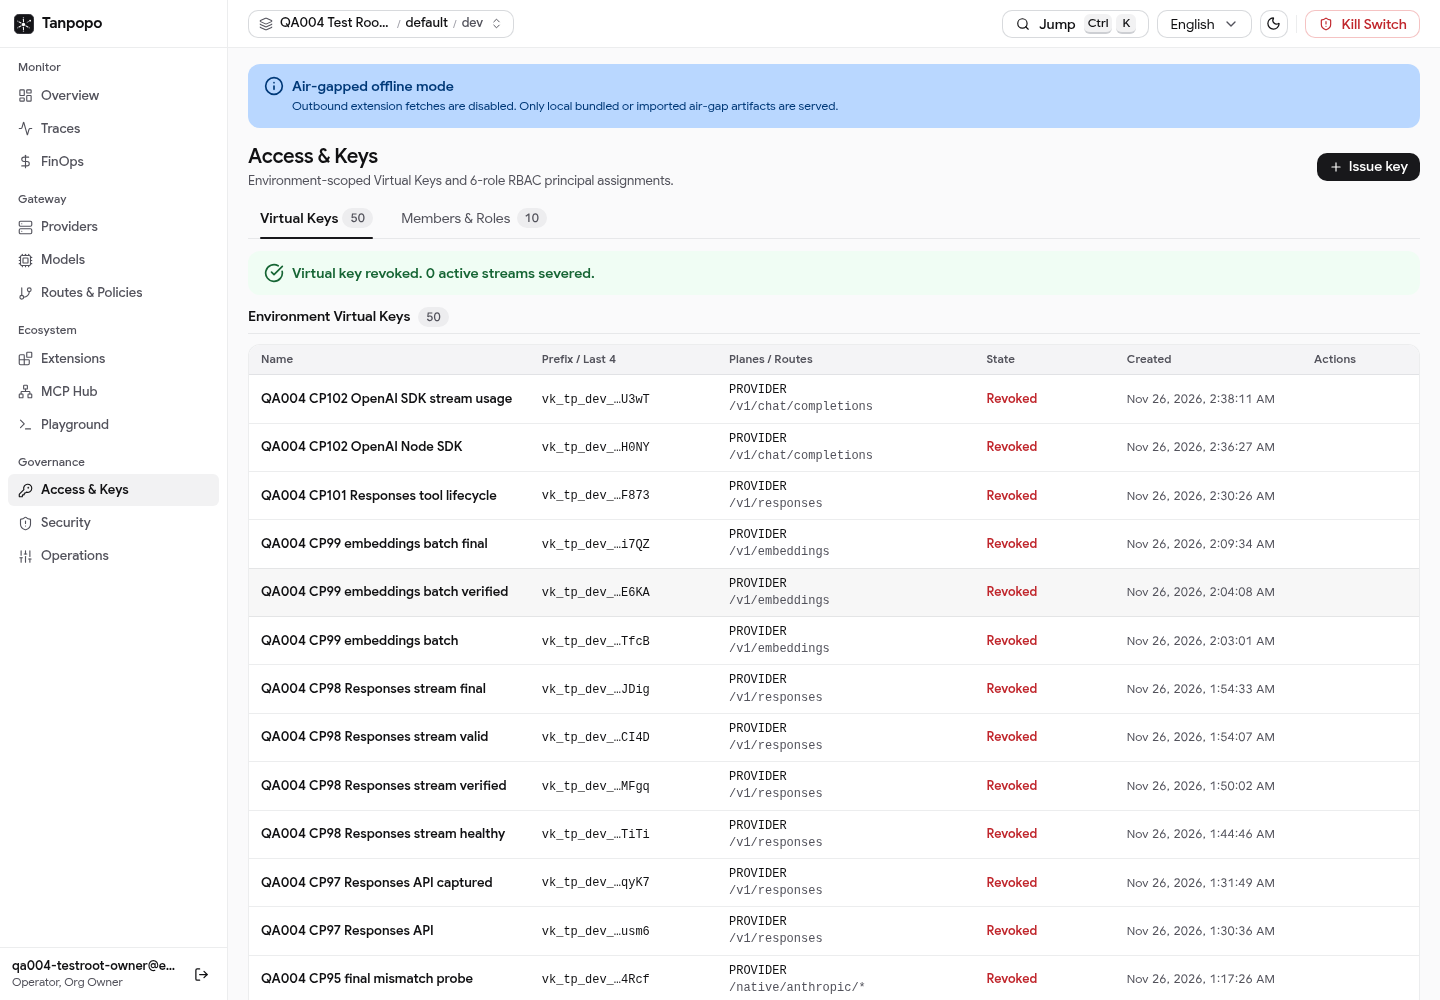 Tanpopo
QA004 Test Roo... / default / dev
Jump Ctrl K
English
Kill Switch
Monitor
Overview
Traces
FinOps
Gateway
Providers
Models
Routes & Policies
Ecosystem
Extensions
MCP Hub
Playground
Governance
Access & Keys
Security
Operations
qa004-testroot-owner@e...
Operator, Org Owner
Air-gapped offline mode
Outbound extension fetches are disabled. Only local bundled or imported air-gap artifacts are served.
Access & Keys
Environment-scoped Virtual Keys and 6-role RBAC principal assignments.
Issue key
Virtual Keys 50
Members & Roles 10
Virtual key revoked. 0 active streams severed.
Environment Virtual Keys 50
Name Prefix / Last 4 Planes / Routes State Created Actions
QA004 CP102 OpenAI SDK stream usage vk_tp_dev_…U3wT PROVIDER Revoked Nov 26, 2026, 2:38:11 AM
/v1/chat/completions
QA004 CP102 OpenAI Node SDK vk_tp_dev_…H0NY PROVIDER Revoked Nov 26, 2026, 2:36:27 AM
/v1/chat/completions
QA004 CP101 Responses tool lifecycle vk_tp_dev_…F873 PROVIDER Revoked Nov 26, 2026, 2:30:26 AM
/v1/responses
QA004 CP99 embeddings batch final vk_tp_dev_…i7QZ PROVIDER Revoked Nov 26, 2026, 2:09:34 AM
/v1/embeddings
QA004 CP99 embeddings batch verified vk_tp_dev_…E6KA PROVIDER Revoked Nov 26, 2026, 2:04:08 AM
/v1/embeddings
QA004 CP99 embeddings batch vk_tp_dev_…TfcB PROVIDER Revoked Nov 26, 2026, 2:03:01 AM
/v1/embeddings
QA004 CP98 Responses stream final vk_tp_dev_…JDig PROVIDER Revoked Nov 26, 2026, 1:54:33 AM
/v1/responses
QA004 CP98 Responses stream valid vk_tp_dev_…CI4D PROVIDER Revoked Nov 26, 2026, 1:54:07 AM
/v1/responses
QA004 CP98 Responses stream verified vk_tp_dev_…MFgq PROVIDER Revoked Nov 26, 2026, 1:50:02 AM
/v1/responses
QA004 CP98 Responses stream healthy vk_tp_dev_…TiTi PROVIDER Revoked Nov 26, 2026, 1:44:46 AM
/v1/responses
QA004 CP97 Responses API captured vk_tp_dev_…qyK7 PROVIDER Revoked Nov 26, 2026, 1:31:49 AM
/v1/responses
QA004 CP97 Responses API vk_tp_dev_…usm6 PROVIDER Revoked Nov 26, 2026, 1:30:36 AM
/v1/responses
QA004 CP95 final mismatch probe vk_tp_dev_…4Rcf PROVIDER Revoked Nov 26, 2026, 1:17:26 AM
/native/anthropic/*